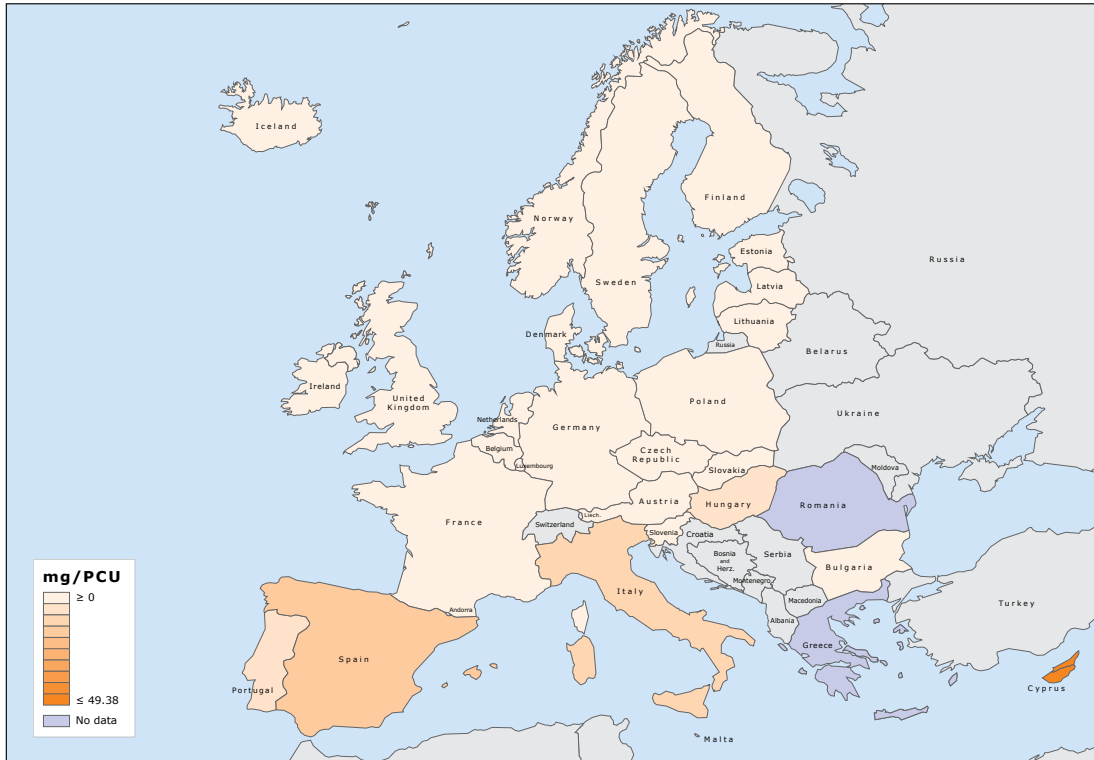 Iceland
Norway
Finland
Sweden
Estonia
Latvia
Lithuania
Russia
Russia
Denmark
Belarus
Ireland
United
Kingdom
Netherlands
Belgium
Luxembourg
Germany
Poland
Ukraine
Czech
Republic
Slovakia
Moldova
France
Austria
Hungary
Romania
Liech.
Switzerland
Slovenia
Croatia
Bosnia
and
Herz.
Serbia
Bulgaria
Montenegro
Macedonia
Albania
Italy
Andorra
Spain
Portugal
Greece
Turkey
Cyprus
Malta
mg/PCU
≥ 0
≤ 49.38
No data